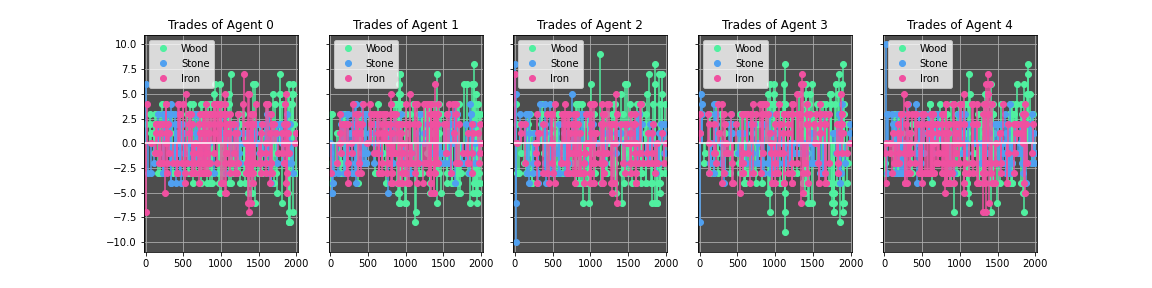 Trades of Agent 0
Trades of Agent 1
Trades of Agent 2
Trades of Agent 3
Trades of Agent 4
10.0
7.5
5.0
2.5
0.0
−2.5
−5.0
−7.5
−10.0
Wood
Stone
Iron
Wood
Stone
Iron
Wood
Stone
Iron
Wood
Stone
Iron
Wood
Stone
Iron
0 500 1000 1500 2000
0 500 1000 1500 2000
0 500 1000 1500 2000
0 500 1000 1500 2000
0 500 1000 1500 2000